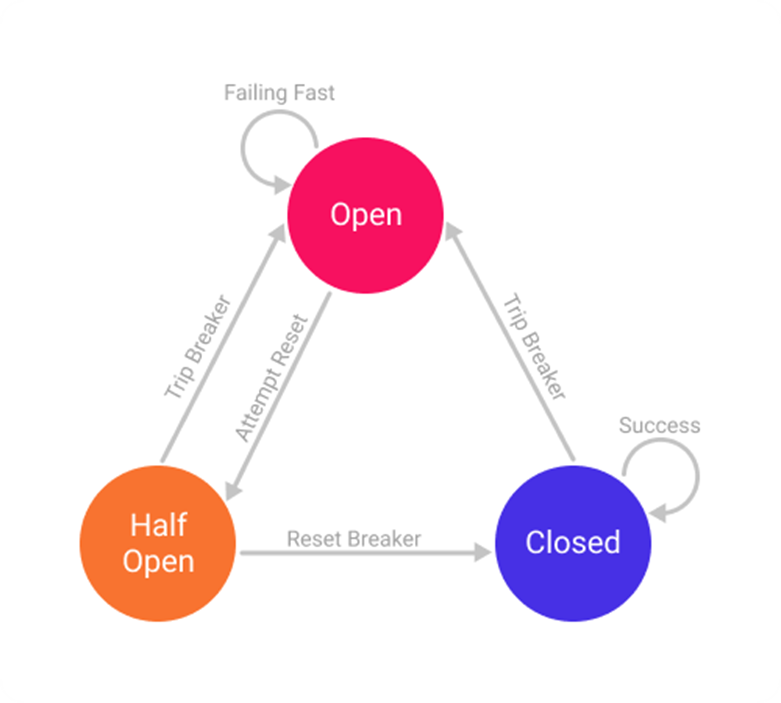 Failing Fast
Open
Trip Breaker
Attempt Reset
Trip Breaker
Success
Half
Open
Reset Breaker
Closed